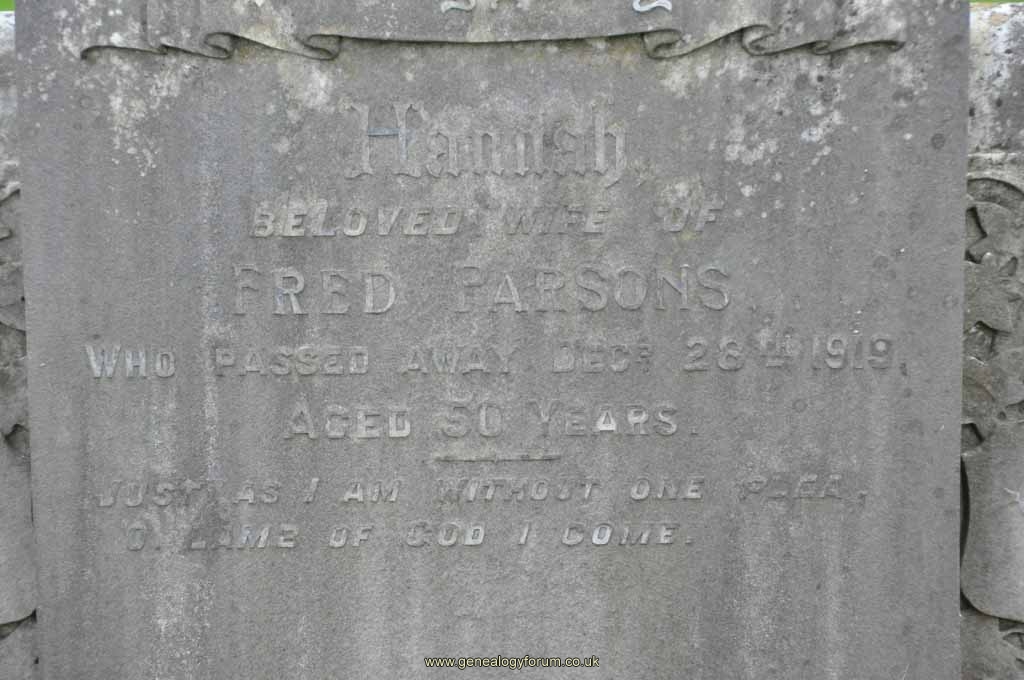 Hannah,
BELOVED WIFE OF
FRED PARSONS,
WHO PASSED AWAY DECR 28TH 1919,
AGED 50 YEARS.
JUST AS I AM WITHOUT ONE PLEA,
O, LAMB OF GOD I COME.
www.genealogyforum.co.uk